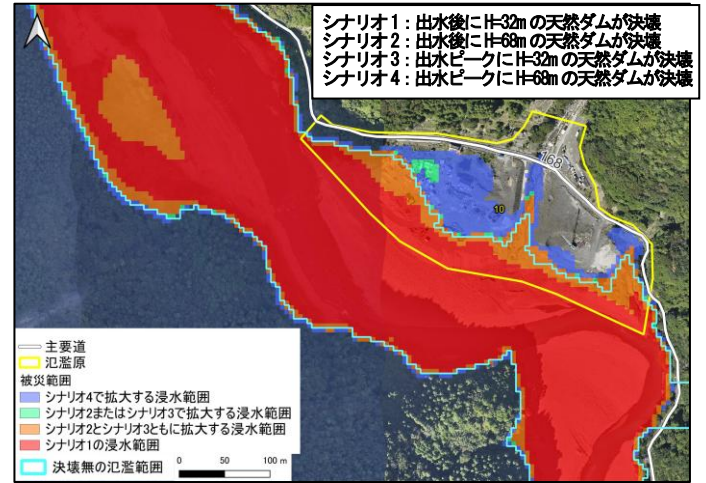 シナリオ1：出水後にH=32mの天然ダムが決壊
シナリオ2：出水後にH=68mの天然ダムが決壊
シナリオ3：出水ピークにH=32mの天然ダムが決壊
シナリオ4：出水ピークにH=68mの天然ダムが決壊
168
10
主要道
氾濫原
被災範囲
シナリオ4で拡大する浸水範囲
シナリオ2またはシナリオ3で拡大する浸水範囲
シナリオ2とシナリオ3ともに拡大する浸水範囲
シナリオ1の浸水範囲
決壊無の氾濫範囲
0 50 100 m